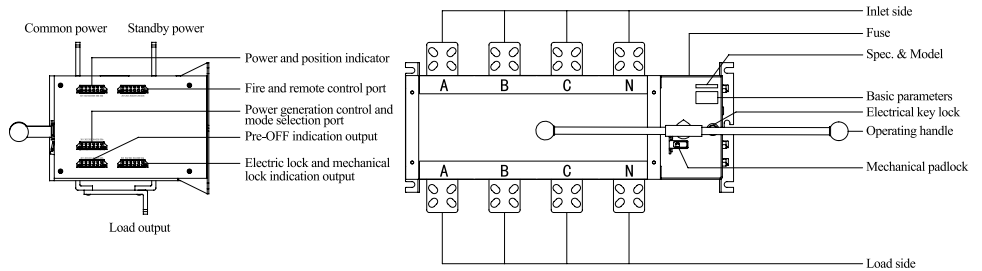 Common power
Standby power
Power and position indicator
Fire and remote control port
Power generation control and
mode selection port
Pre-OFF indication output
Electric lock and mechanical
lock indication output
Load output
Inlet side
Fuse
Spec. & Model
Basic parameters
Electrical key lock
Operating handle
Mechanical padlock
Load side
A B C N
A B C N